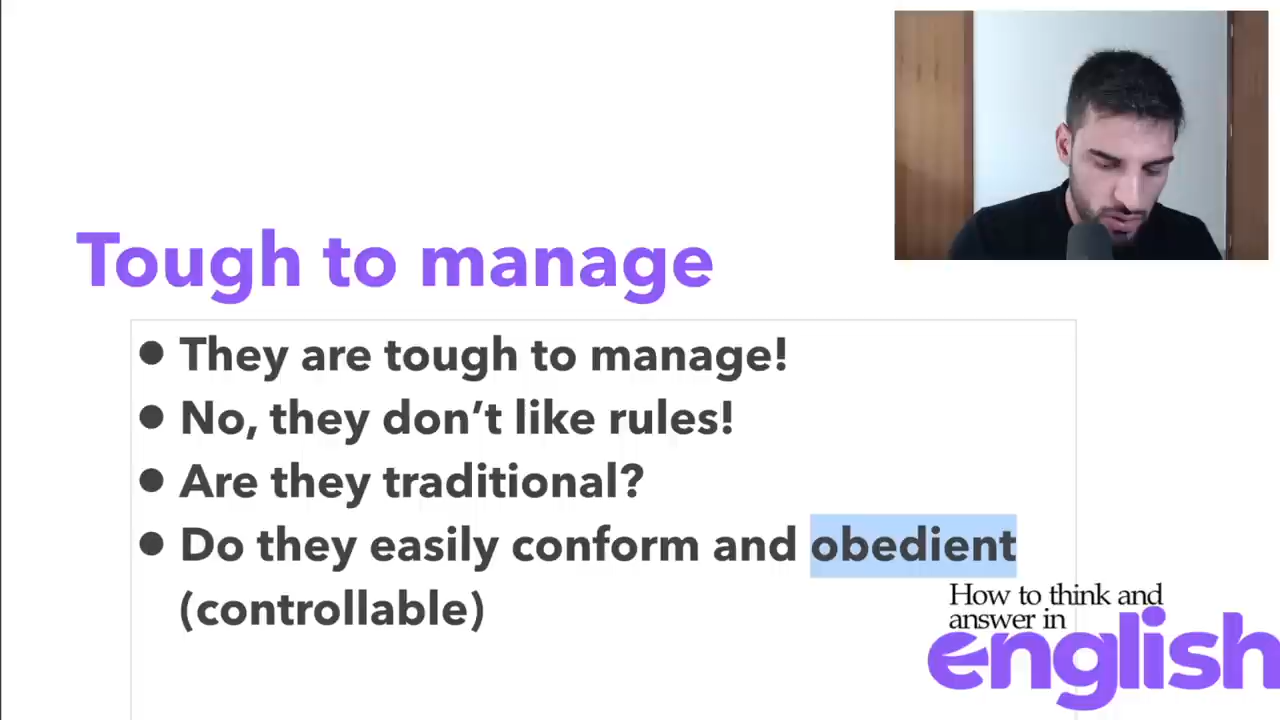 Tough to manage
• They are tough to manage!
• No, they don’t like rules!
• Are they traditional?
• Do they easily conform and obedient
(controllable)
How to think and
answer in
english